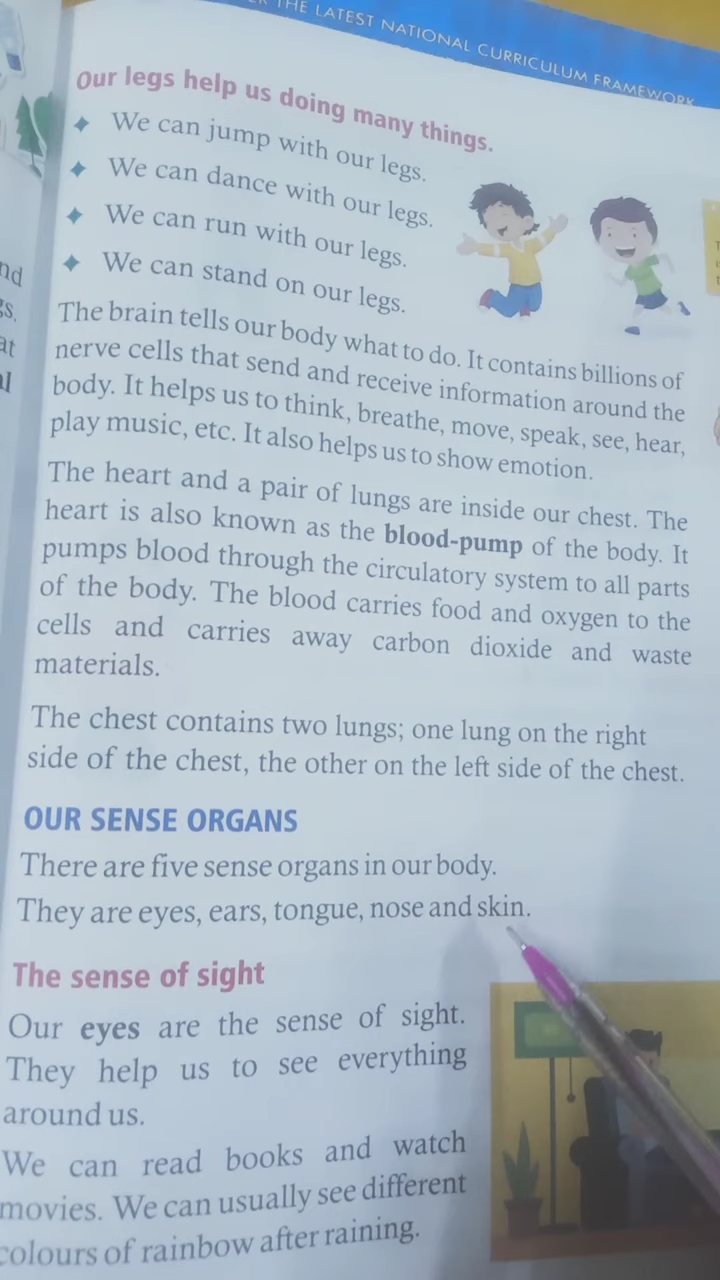 THE LATEST NATIONAL CURRICULUM FRAMEWORK
Our legs help us doing many things.
We can jump with our legs.
We can dance with our legs.
We can run with our legs.
We can stand on our legs.
The brain tells our body what to do. It contains billions of
nerve cells that send and receive information around the
body. It helps us to think, breathe, move, speak, see, hear,
play music, etc. It also helps us to show emotion.
The heart and a pair of lungs are inside our chest. The
heart is also known as the blood-pump of the body. It
pumps blood through the circulatory system to all parts
of the body. The blood carries food and oxygen to the
cells and carries away carbon dioxide and waste
materials.
The chest contains two lungs; one lung on the right
side of the chest, the other on the left side of the chest.
OUR SENSE ORGANS
There are five sense organs in our body.
They are eyes, ears, tongue, nose and skin.
The sense of sight
Our eyes are the sense of sight.
They help us to see everything
around us.
We can read books and watch
movies. We can usually see different
colours of rainbow after raining.